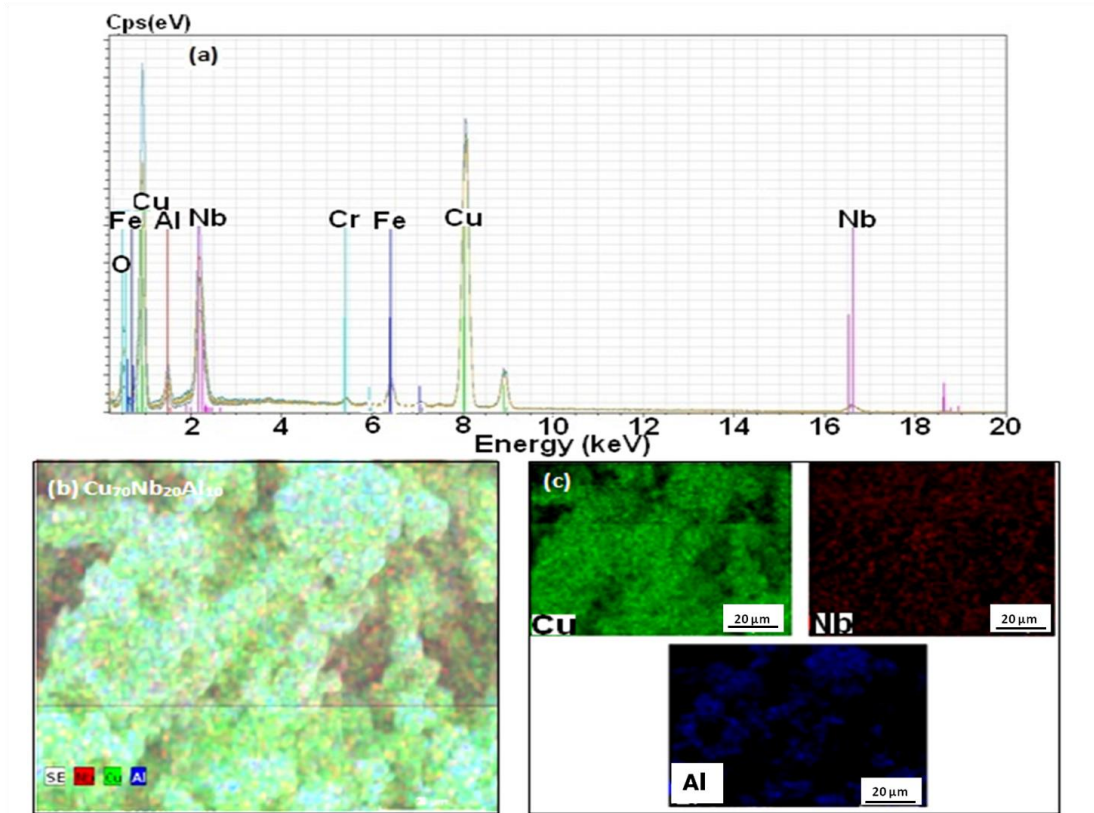 Cps(eV)
(a)
Cu
Fe Al Nb Cr Fe Cu Nb
O
2 4 6 8 10 12 14 16 18 20
Energy (keV)
(b) Cu₇₀Nb₂₀Al₁₀
SE Nb Cu Al
(c)
Cu 20 µm
Nb 20 µm
Al 20 µm